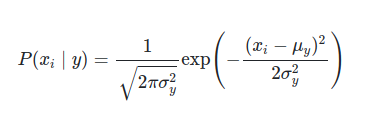 P(x_i | y) = \frac{1}{\sqrt{2\pi\sigma_y^2}} \exp\left(-\frac{(x_i - \mu_y)^2}{2\sigma_y^2}\right)